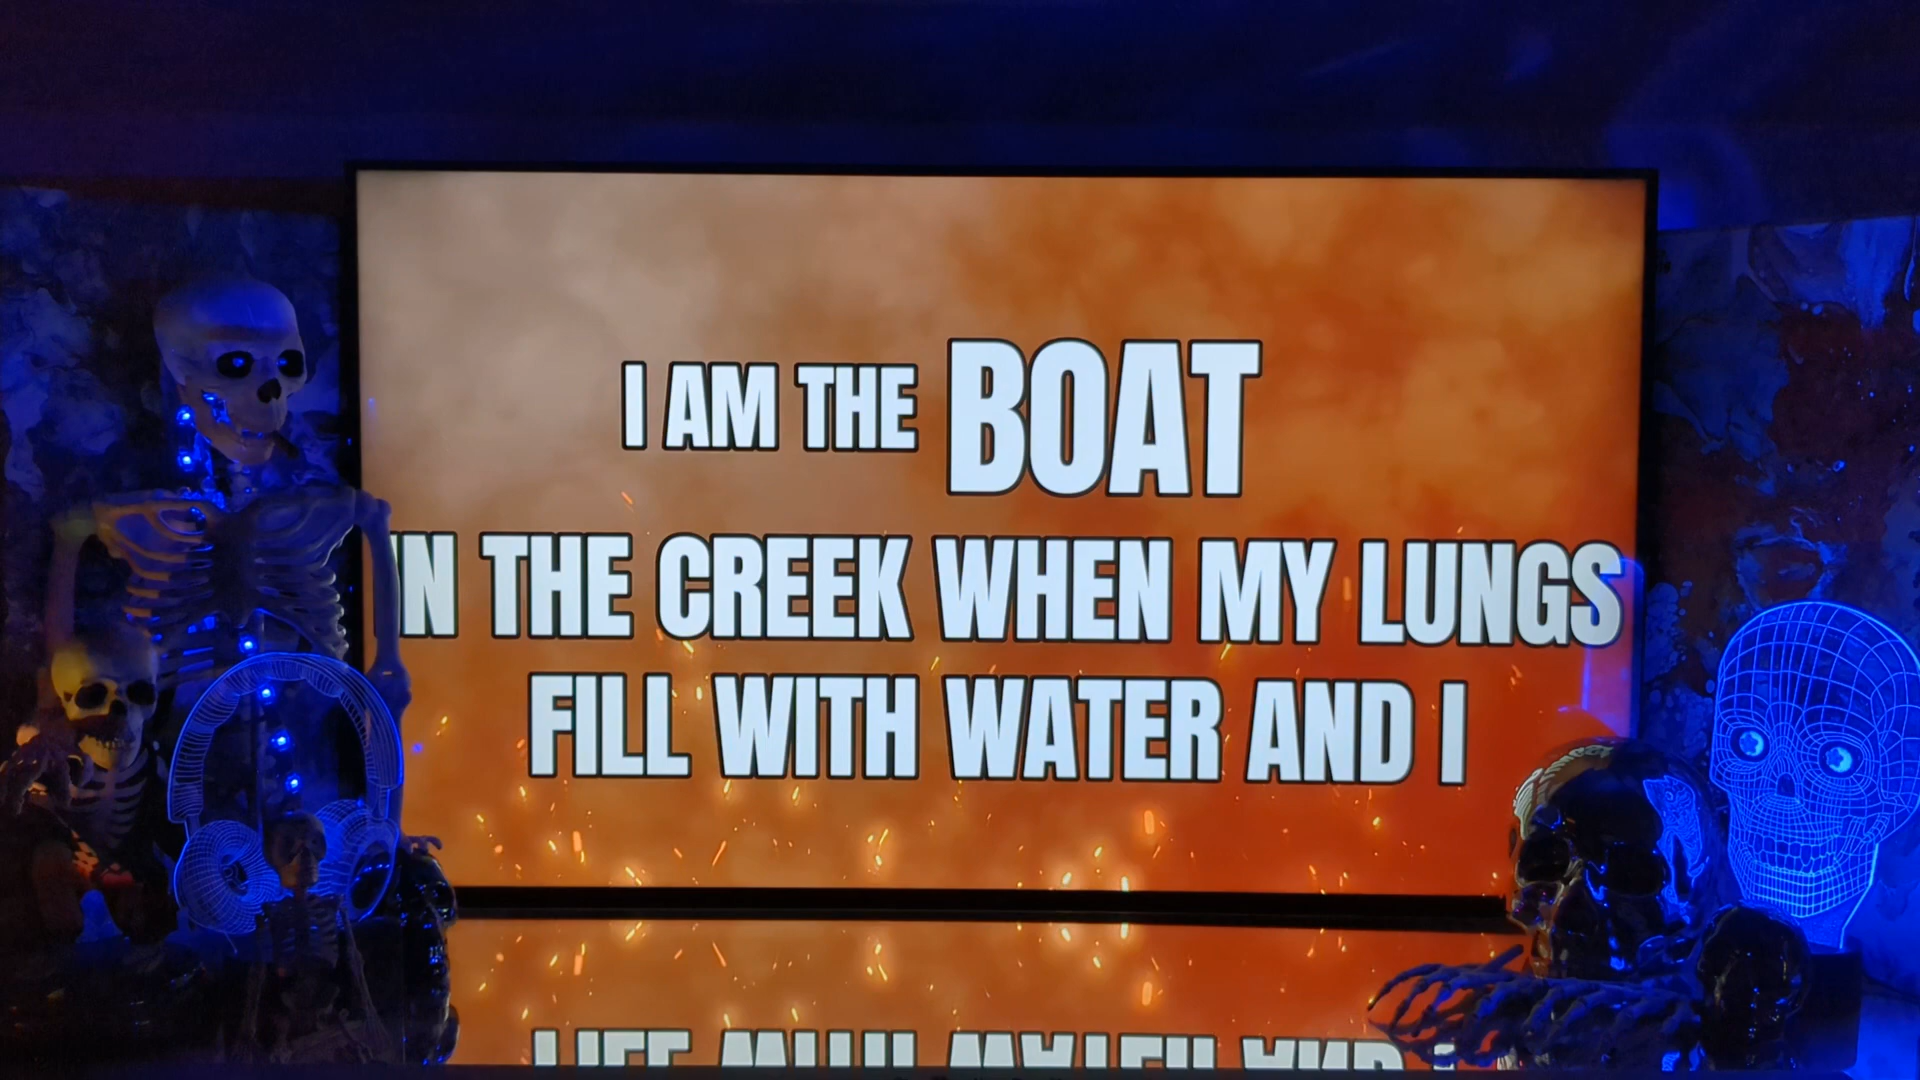 I AM THE BOAT
IN THE CREEK WHEN MY LUNGS
FILL WITH WATER AND I